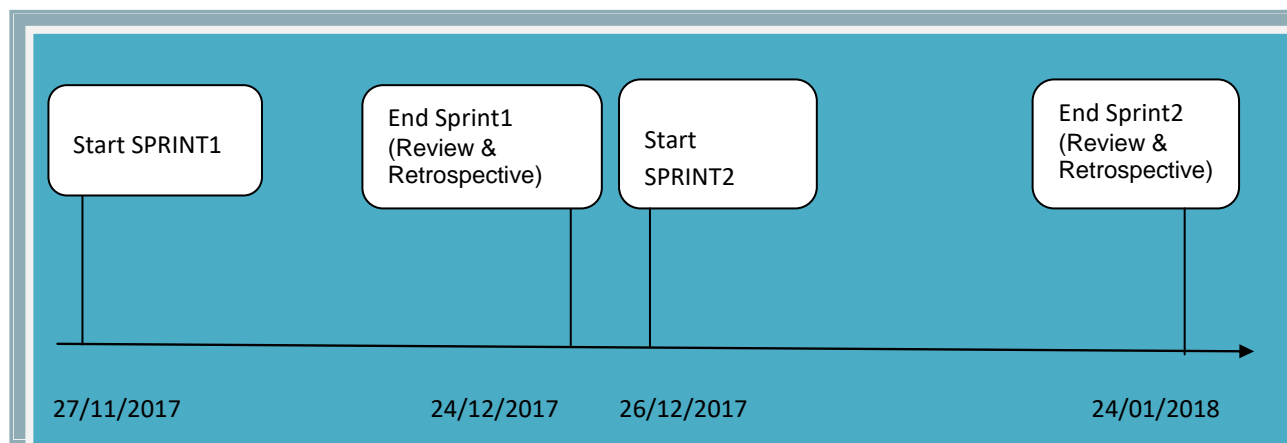 Start SPRINT1
End Sprint1
(Review &
Retrospective)
Start
SPRINT2
End Sprint2
(Review &
Retrospective)
27/11/2017
24/12/2017
26/12/2017
24/01/2018